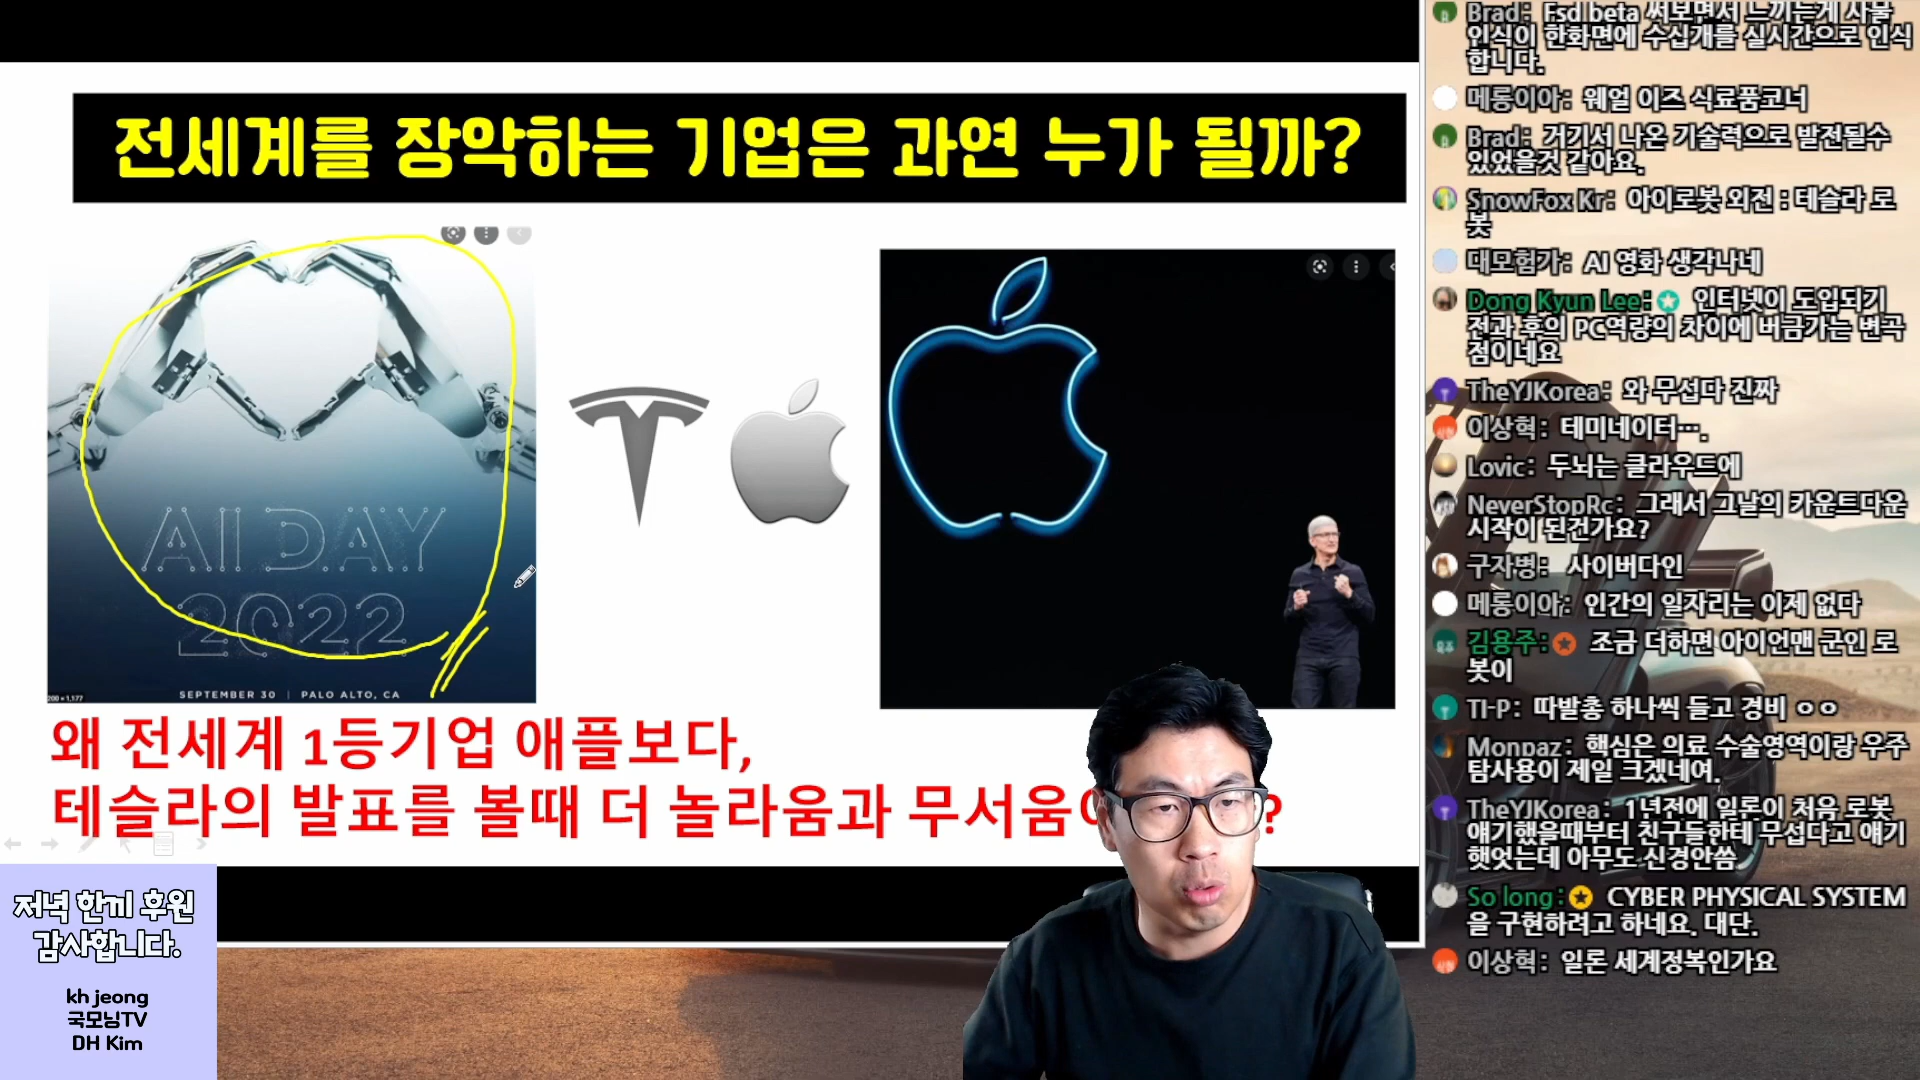 전세계를 장악하는 기업은 과연 누가 될까?
AI DAY
2022
SEPTEMBER 30 | PALO ALTO, CA
왜 전세계 1등기업 애플보다,
테슬라의 발표를 볼때 더 놀라움과 무서움이
?
저녁 한끼 후원
감사합니다.
kh jeong
국모닝TV
DH Kim
Brad: Fsd beta 써보면서 느끼는게 사물
인식이 한화면에 수십개를 실시간으로 인식
합니다.
메롱이아: 웨얼 이즈 식료품코너
Brad: 거기서 나온 기술력으로 발전될수
있었을것 같아요.
SnowFox Kr: 아이로봇 외전 : 테슬라 로
봇
대모험가: AI 영화 생각나네
Dong Kyun Lee: 인터넷이 도입되기
전과 후의 PC역량의 차이에 버금가는 변곡
점이네요
TheYJKorea: 와 무섭다 진짜
이상혁: 테미네이터….
Lovic: 두뇌는 클라우드에
NeverStopRc: 그래서 그날의 카운트다운
시작이 된건가요?
구자병: 사이버다인
메롱이아: 인간의 일자리는 이제 없다
김용주: 조금 더하면 아이언맨 군인 로
봇이
TI-P: 따발총 하나씩 들고 경비 ㅇㅇ
Monpaz: 핵심은 의료 수술영역이랑 우주
탐사용이 제일 크겠네여.
TheYJKorea: 1년전에 일론이 처음 로봇
얘기했을때부터 친구들한테 무섭다고 얘기
햇엇는데 아무도 신경안씀
So long: CYBER PHYSICAL SYSTEM
을 구현하려고 하네요. 대단.
이상혁: 일론 세계정복인가요